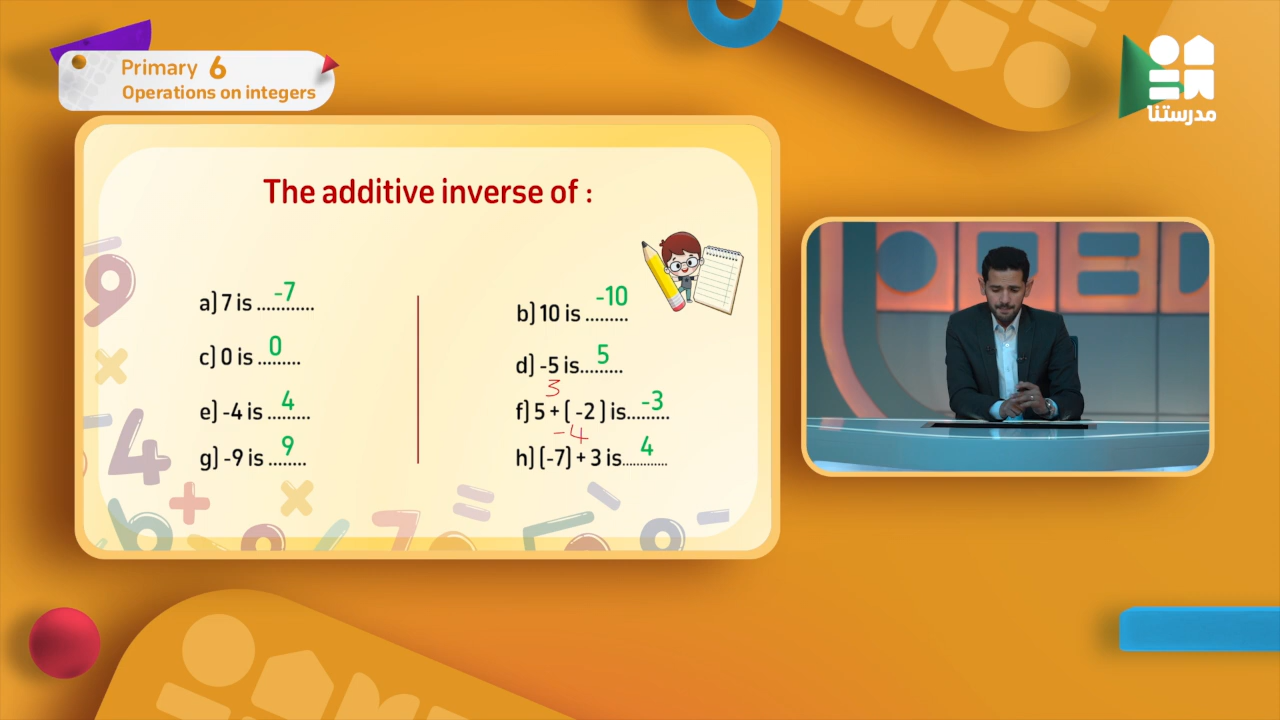 Primary 6
Operations on integers
مدرستنا
The additive inverse of :
a) 7 is ............ -7
b) 10 is ......... -10
c) 0 is ......... 0
d) -5 is......... 5
e) -4 is ......... 4
3
f) 5 + ( -2 ) is......... -3
g) -9 is ........ 9
-4
h) (-7) + 3 is............. 4